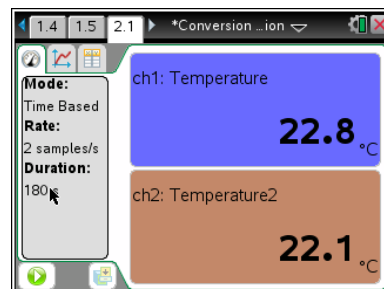 1.4 1.5 2.1 *Conversion ...ion
Mode:
Time Based
Rate:
2 samples/s
Duration:
180 s
ch1: Temperature
22.8 °C
ch2: Temperature2
22.1 °C